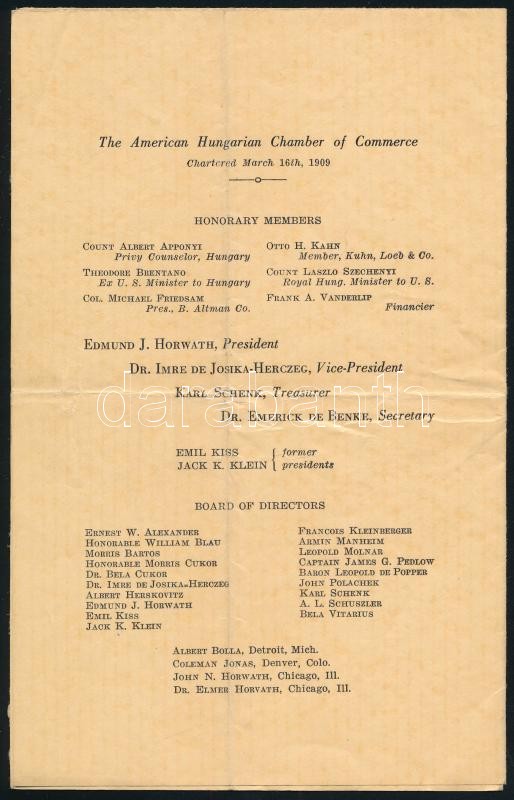 The American Hungarian Chamber of Commerce
Chartered March 16th, 1909
HONORARY MEMBERS
COUNT ALBERT APPONYI
Privy Counselor, Hungary
THEODORE BRENTANO
Ex U. S. Minister to Hungary
COL. MICHAEL FRIEDSAM
Pres., B. Altman Co.
OTTO H. KAHN
Member, Kuhn, Loeb & Co.
COUNT LASZLO SZECHENYI
Royal Hung. Minister to U. S.
FRANK A. VANDERLIP
Financier
EDMUND J. HORWATH, President
DR. IMRE DE JOSIKA-HERCZEG, Vice-President
KARL SCHENK, Treasurer
DR. EMERICK DE BENKE, Secretary
EMIL KISS { former
JACK K. KLEIN { presidents
darabanth
BOARD OF DIRECTORS
ERNEST W. ALEXANDER
HONORABLE WILLIAM BLAU
MORRIS BARTOS
HONORABLE MORRIS CUKOR
DR. BELA CUKOR
DR. IMRE DE JOSIKA-HERCZEG
ALBERT HERSKOVITZ
EDMUND J. HORWATH
EMIL KISS
JACK K. KLEIN
FRANCOIS KLEINBERGER
ARMIN MANHEIM
LEOPOLD MOLNAR
CAPTAIN JAMES G. PEDLOW
BARON LEOPOLD DE POPPER
JOHN POLACHEK
KARL SCHENK
A. L. SCHUSZLER
BELA VITARIUS
ALBERT BOLLA, Detroit, Mich.
COLEMAN JONAS, Denver, Colo.
JOHN N. HORWATH, Chicago, Ill.
DR. ELMER HORVATH, Chicago, Ill.